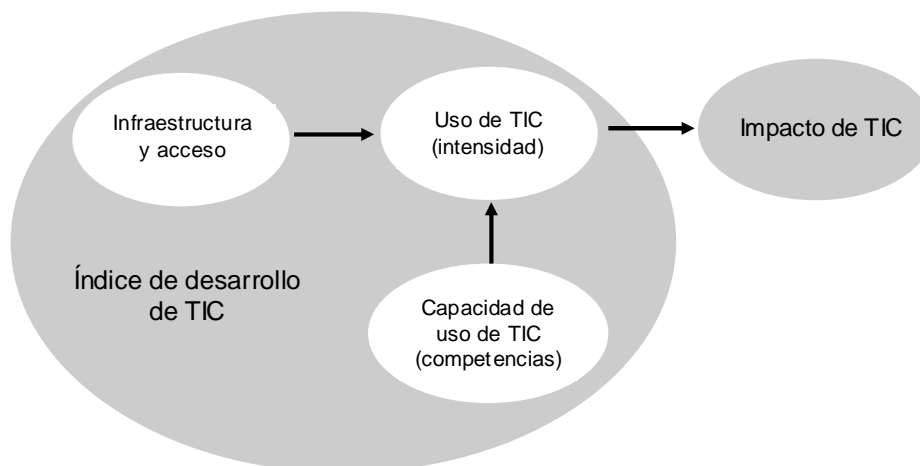 Infraestructura
y acceso
Uso de TIC
(intensidad)
Impacto de TIC
Índice de desarrollo
de TIC
Capacidad de
uso de TIC
(competencias)